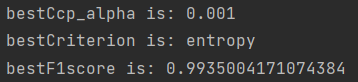 bestCcp_alpha is: 0.001
bestCriterion is: entropy
bestF1score is: 0.9935004171074384